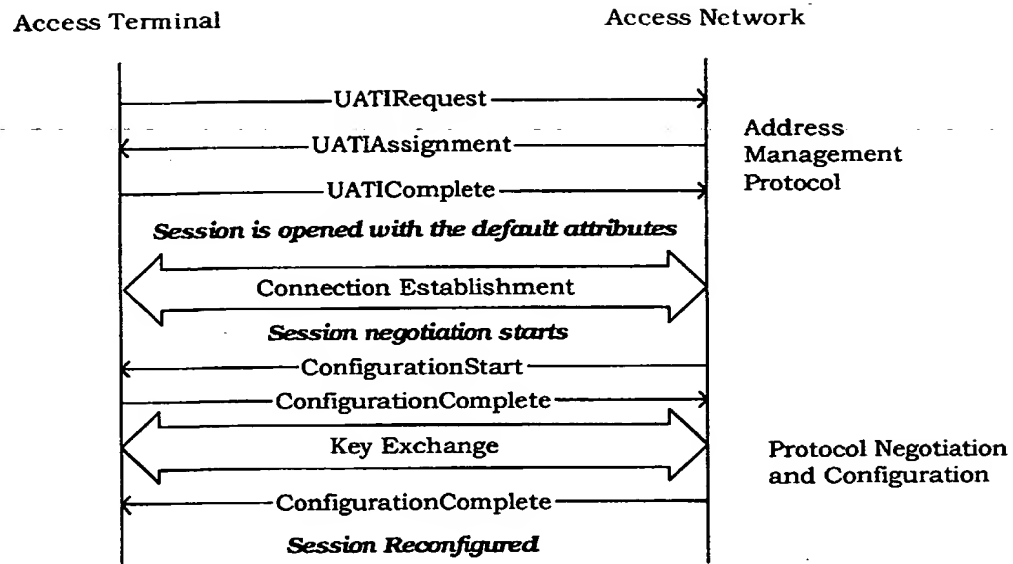 Access Terminal
Access Network
UATIRequest
UATIAssignment
Address
Management
Protocol
UATIComplete
Session is opened with the default attributes
Connection Establishment
Session negotiation starts
ConfigurationStart
ConfigurationComplete
Key Exchange
Protocol Negotiation
and Configuration
ConfigurationComplete
Session Reconfigured